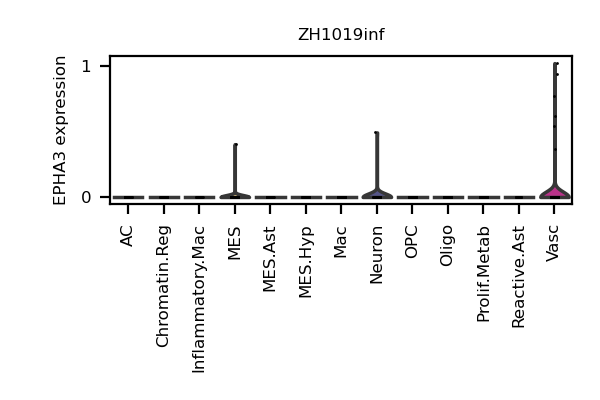 ZH1019inf
EPHA3 expression
1
0
AC
Chromatin.Reg
Inflammatory.Mac
MES
MES.Ast
MES.Hyp
Mac
Neuron
OPC
Oligo
Prolif.Metab
Reactive.Ast
Vasc